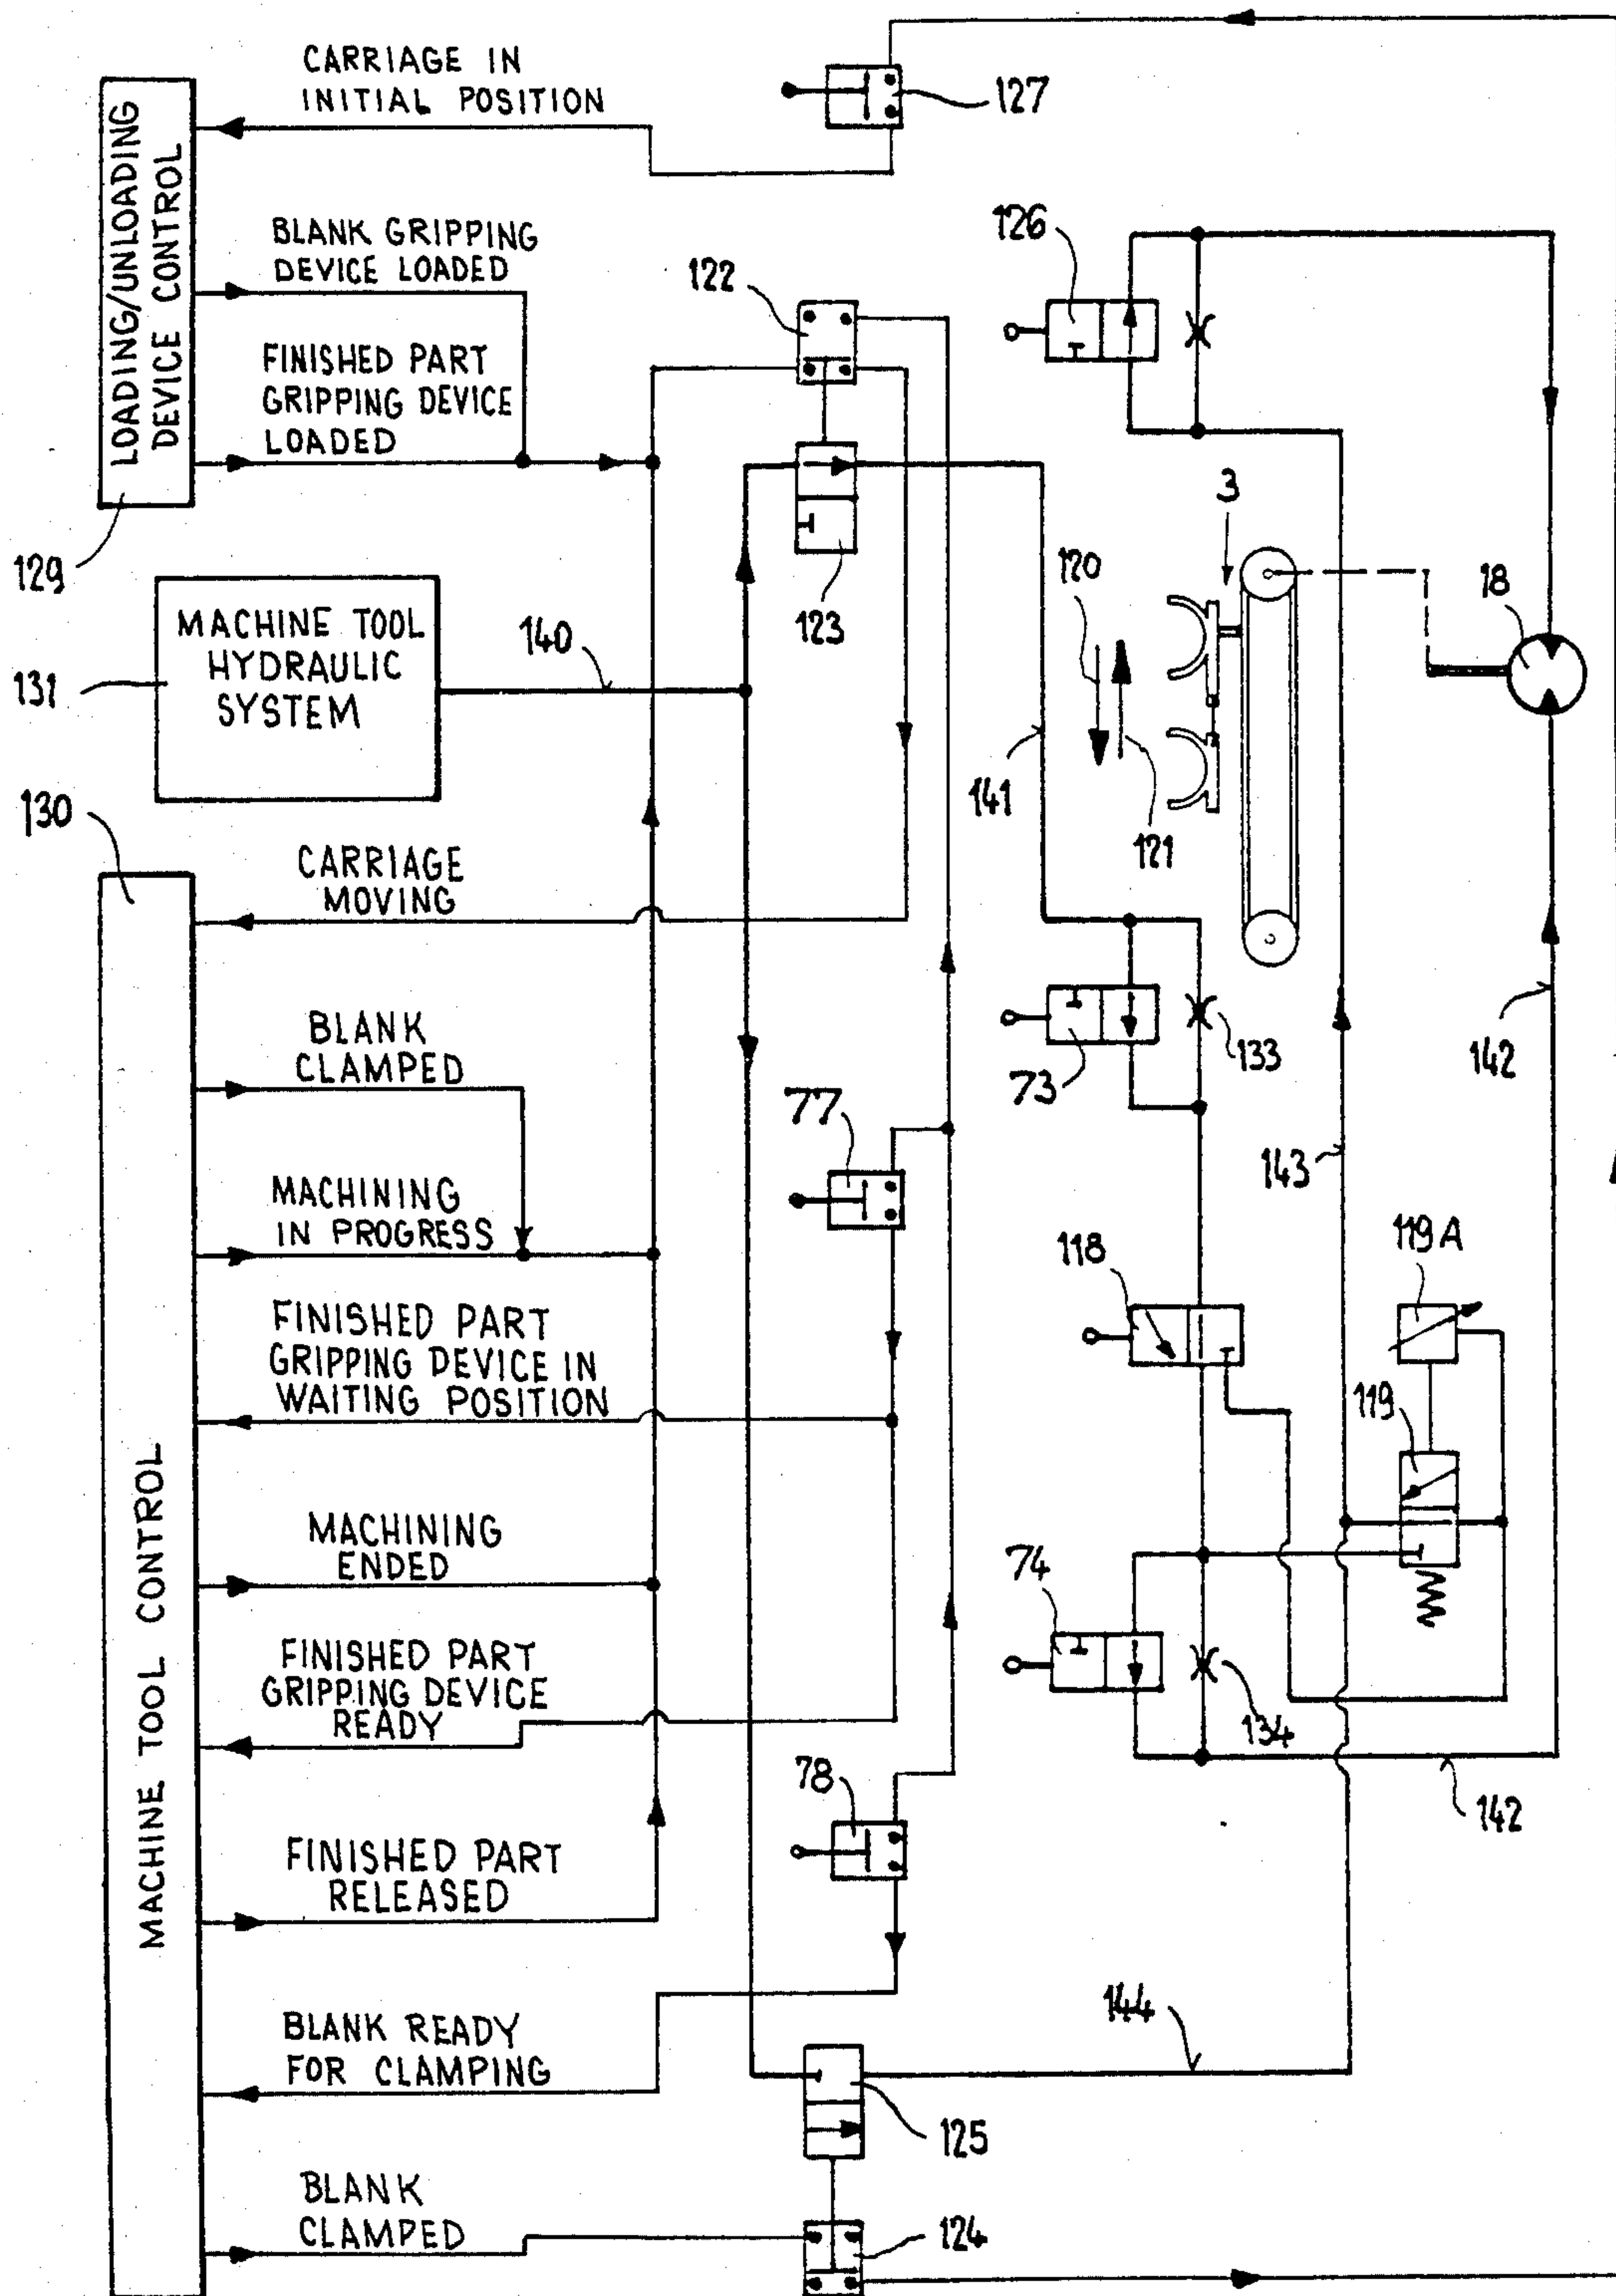 CARRIAGE IN
INITIAL POSITION
127
LOADING/UNLOADING
DEVICE CONTROL
BLANK GRIPPING
DEVICE LOADED
126
122
FINISHED PART
GRIPPING DEVICE
LOADED
3
129
120
18
123
MACHINE TOOL
HYDRAULIC
SYSTEM
140
131
141
121
130
CARRIAGE
MOVING
BLANK
CLAMPED
133
142
73
77
143
MACHINING
IN PROGRESS
119A
118
FINISHED PART
GRIPPING DEVICE IN
WAITING POSITION
119
MACHINE TOOL CONTROL
MACHINING
ENDED
74
FINISHED PART
GRIPPING DEVICE
READY
134
78
142
FINISHED PART
RELEASED
144
BLANK READY
FOR CLAMPING
125
BLANK
CLAMPED
124